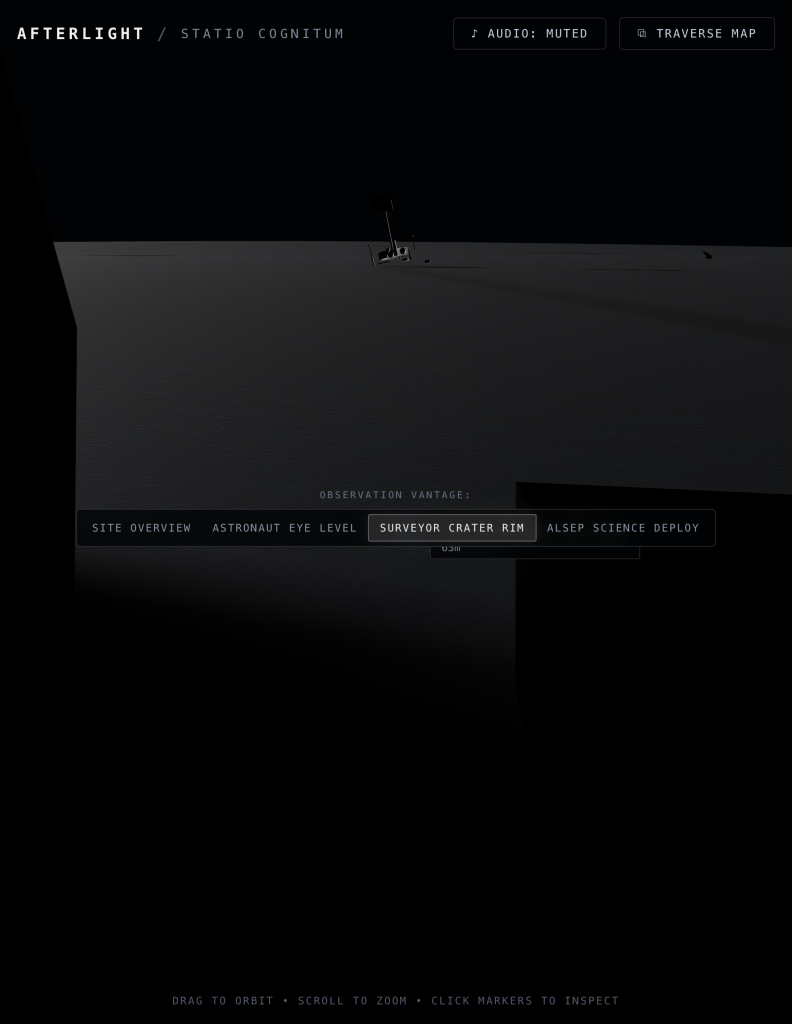 AFTERLIGHT / STATIO COGNITUM
♪ AUDIO: MUTED
TRAVERSE MAP
OBSERVATION VANTAGE:
SITE OVERVIEW ASTRONAUT EYE LEVEL SURVEYOR CRATER RIM ALSEP SCIENCE DEPLOY
DRAG TO ORBIT • SCROLL TO ZOOM • CLICK MARKERS TO INSPECT